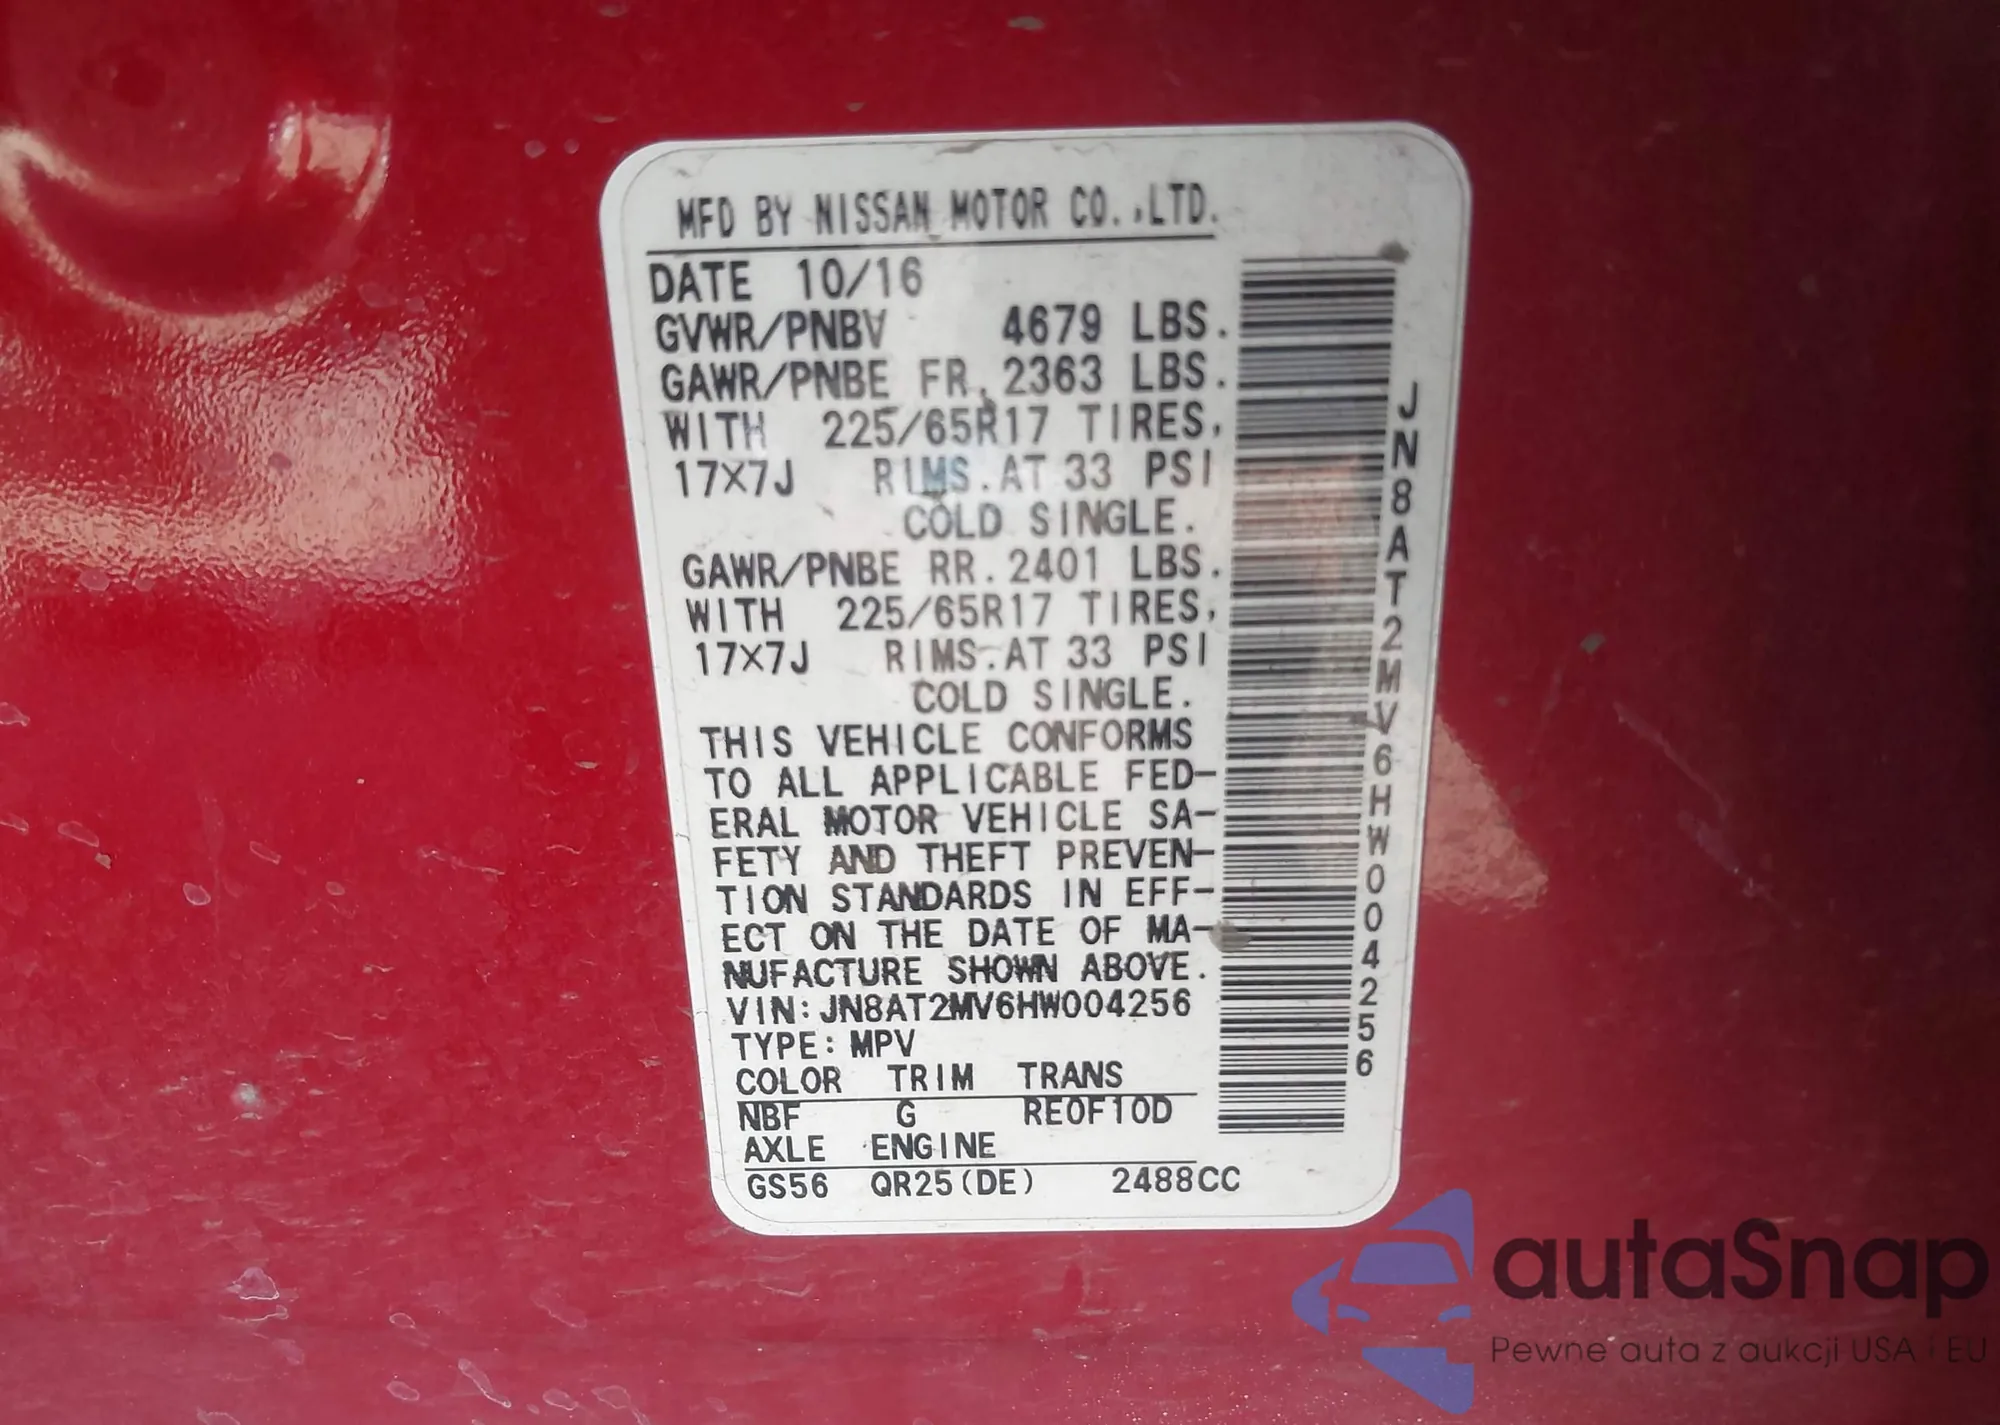 MFD BY NISSAN MOTOR CO.,LTD.
DATE 10/16
GVWR/PNBV 4679 LBS.
GAWR/PNBE FR. 2363 LBS.
WITH 225/65R17 TIRES,
17X7J RIMS.AT 33 PSI
COLD SINGLE.
GAWR/PNBE RR. 2401 LBS.
WITH 225/65R17 TIRES,
17X7J RIMS.AT 33 PSI
COLD SINGLE.
THIS VEHICLE CONFORMS
TO ALL APPLICABLE FED-
ERAL MOTOR VEHICLE SA-
FETY AND THEFT PREVEN-
TION STANDARDS IN EFF-
ECT ON THE DATE OF MA-
NUFACTURE SHOWN ABOVE.
VIN:JN8AT2MV6HW004256
TYPE:MPV
COLOR TRIM TRANS
NBF G RE0F10D
AXLE ENGINE
GS56 QR25(DE) 2488CC
JN8AT2MV6HW004256
autaSnap
Pewne auta z aukcji USA i EU